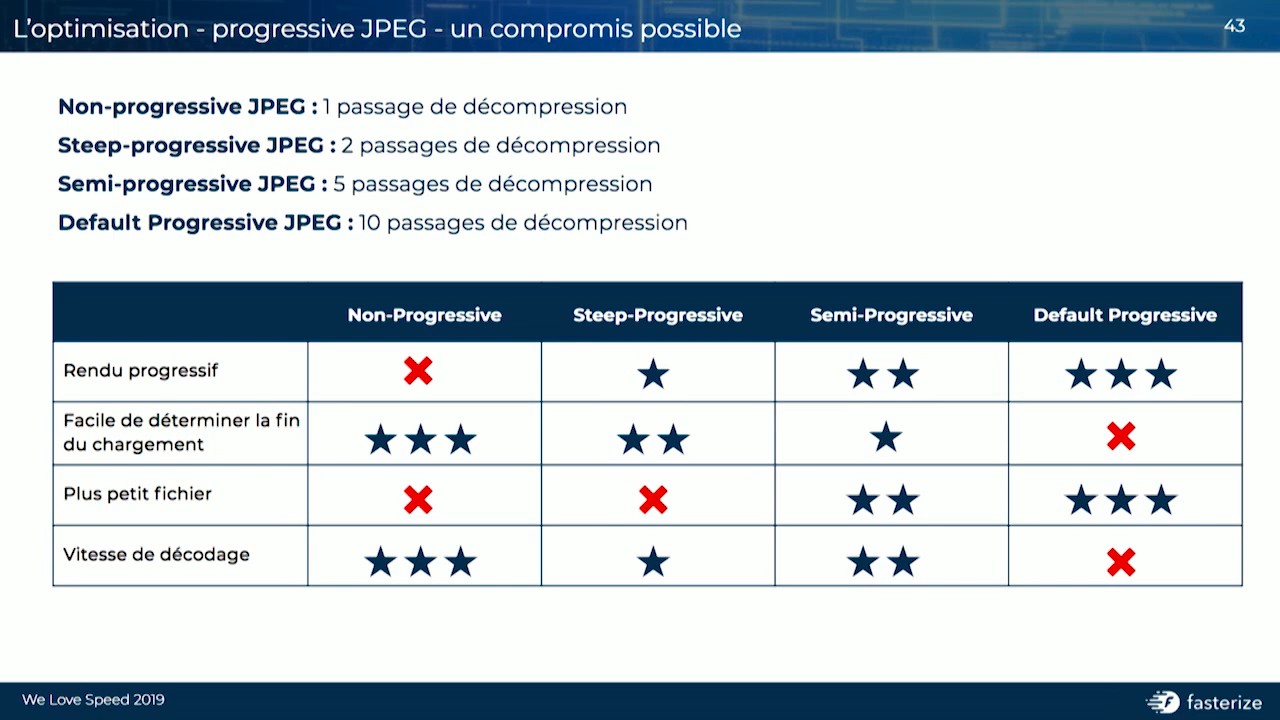 L'optimisation - progressive JPEG - un compromis possible
43
Non-progressive JPEG : 1 passage de décompression
Steep-progressive JPEG : 2 passages de décompression
Semi-progressive JPEG : 5 passages de décompression
Default Progressive JPEG : 10 passages de décompression
Non-Progressive
Steep-Progressive
Semi-Progressive
Default Progressive
Rendu progressif
Facile de déterminer la fin
du chargement
Plus petit fichier
Vitesse de décodage
We Love Speed 2019
fasterize